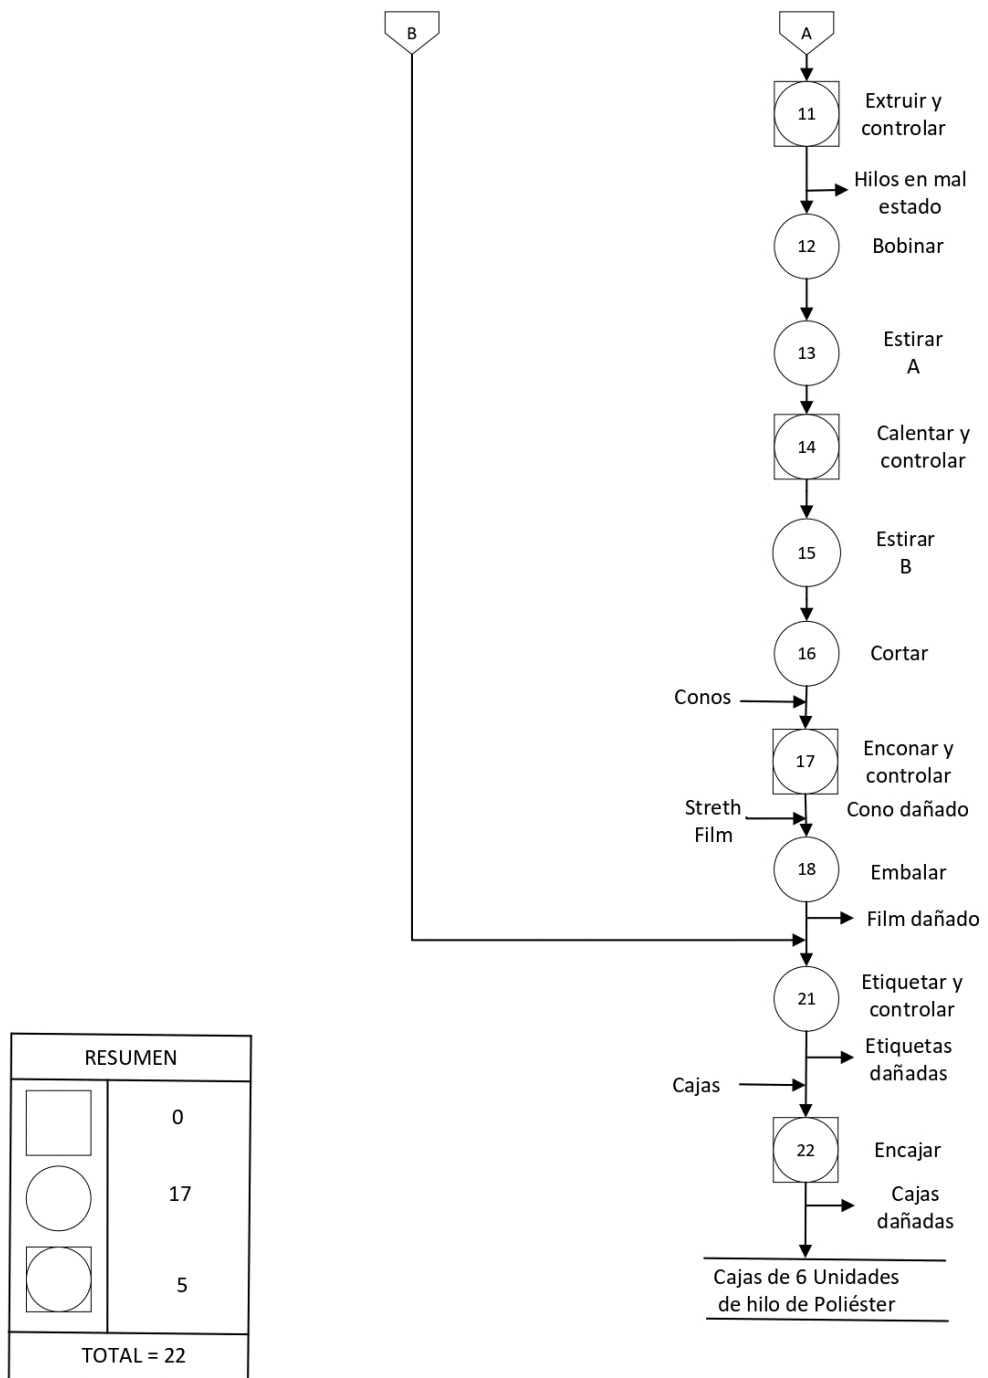 B
A
11
Extruir y
controlar
Hilos en mal
estado
12
Bobinar
13
Estirar
A
14
Calentar y
controlar
15
Estirar
B
16
Cortar
Conos
17
Enconar y
controlar
Streth
Film
Cono dañado
18
Embalar
Film dañado
21
Etiquetar y
controlar
Etiquetas
dañadas
Cajas
22
Encajar
Cajas
dañadas
Cajas de 6 Unidades
de hilo de Poliéster
RESUMEN
0
17
5
TOTAL = 22